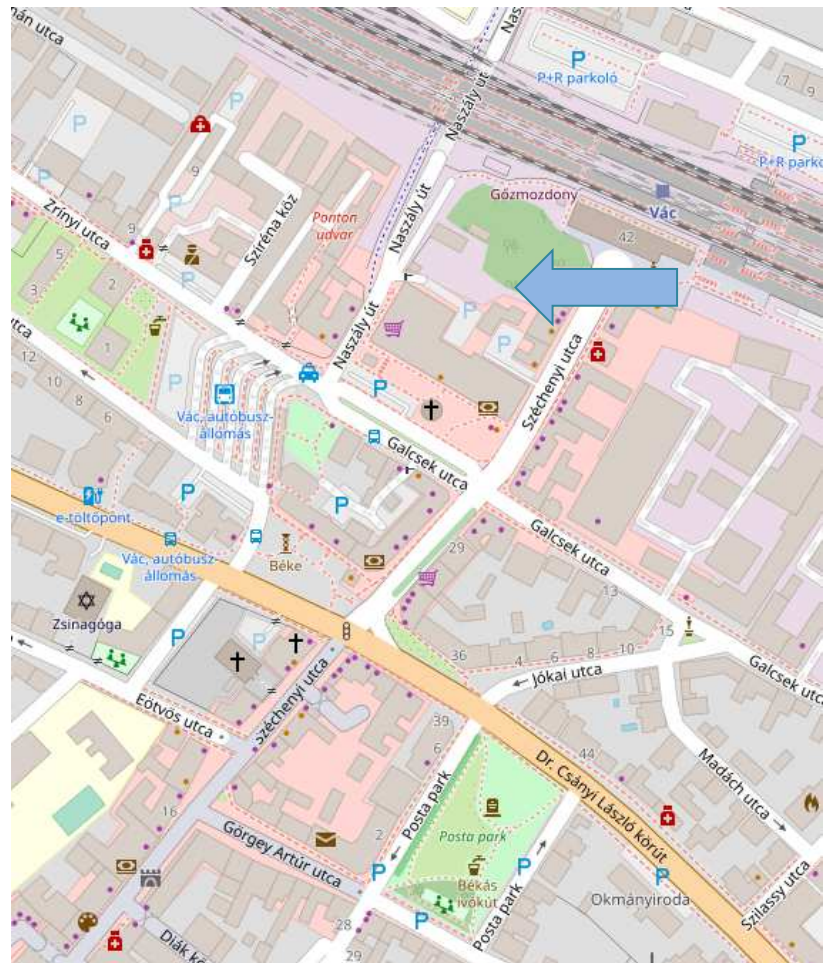 Naszály út
P
P+R parkoló
7
9
P
Naszály út
P
P
P
9
Gőzmozdony
Vác
42
Ponton
udvar
Sziréna köz
Naszály út
Zrínyi utca
9
5
3
2
1
P
P
P
Naszály út
Széchenyi utca
12
10
8
6
P
Vác, autóbusz-
állomás
P
Galcsek utca
P
P
e-töltőpont
Vác, autóbusz-
állomás
Béke
Galcsek utca
29
13
Zsinagóga
P
P
15
36
4
6
8
10
Jókai utca
Galcsek utca
Eötvös utca
Széchenyi utca
39
6
44
Dr. Csányi László körút
Madách utca
16
2
Posta park
Posta park
Görgey Artúr utca
P
P
Békás
ivókút
P
Okmányiroda
Szilassy utca
P
Posta park
28
29